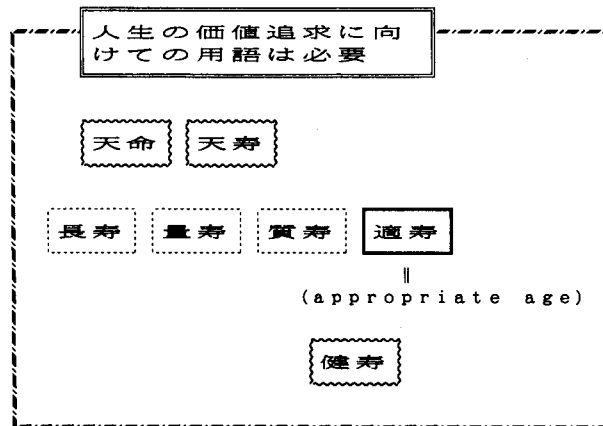 人生の価値追求に向
けての用語は必要
天命 天寿
長寿 量寿 質寿 適寿
||
(appropriate age)
健寿